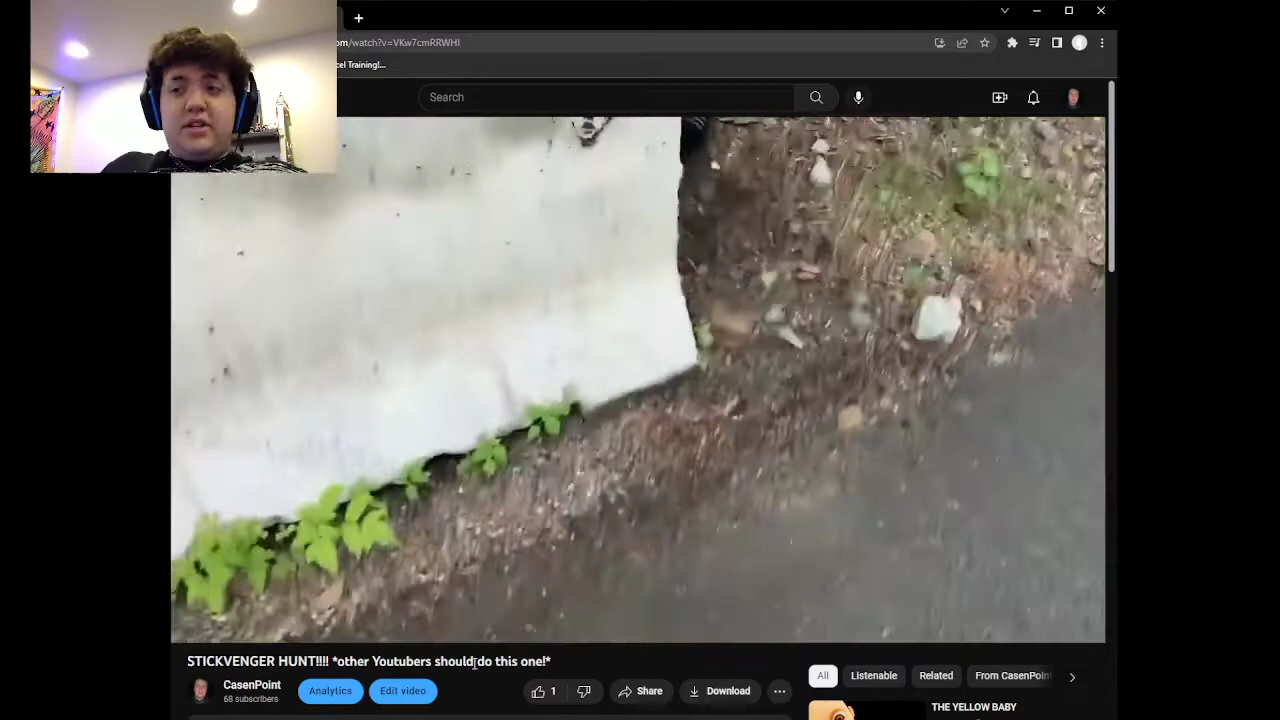 om/watch?v=VKw7cmRRWHI
cel Training!...
Search
STICKVENGER HUNT!!!! *other Youtubers should do this one!*
CasenPoint
68 subscribers
Analytics
Edit video
1
Share
Download
All
Listenable
Related
From CasenPoint
THE YELLOW BABY